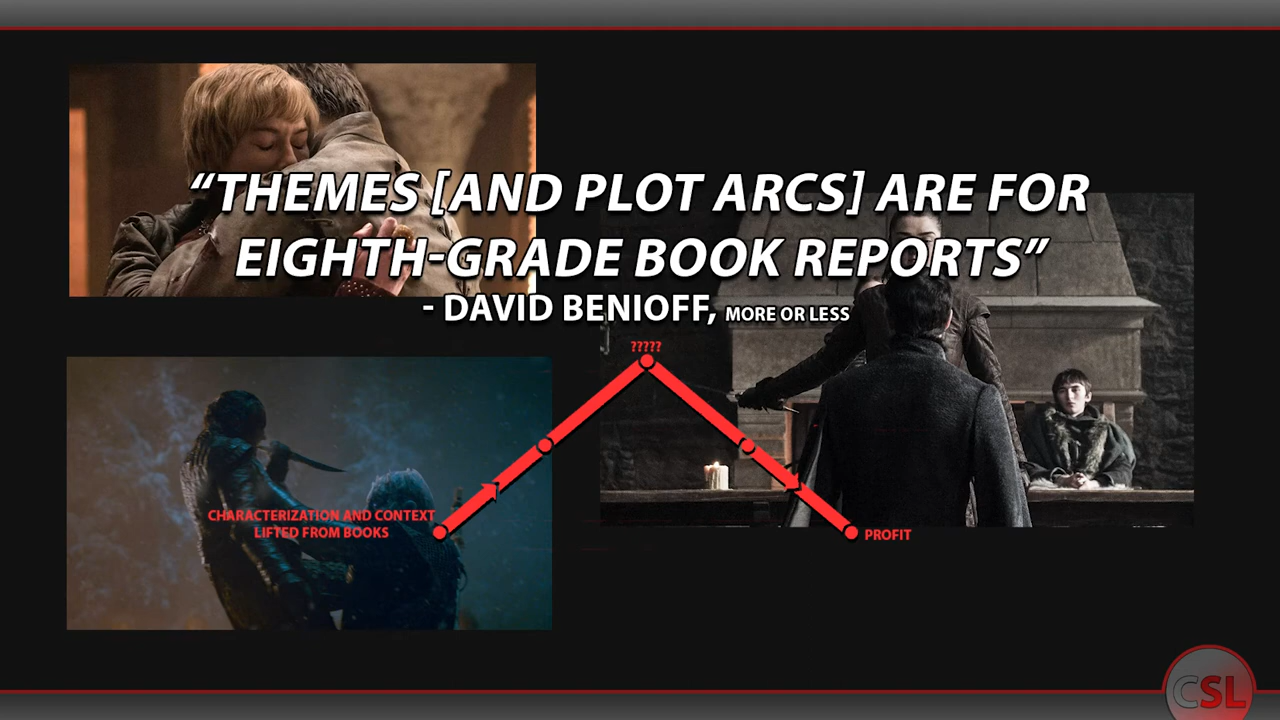 “THEMES [AND PLOT ARCS] ARE FOR
EIGHTH-GRADE BOOK REPORTS”
- DAVID BENIOFF, MORE OR LESS
?????
CHARACTERIZATION AND CONTEXT
LIFTED FROM BOOKS
PROFIT
CSL